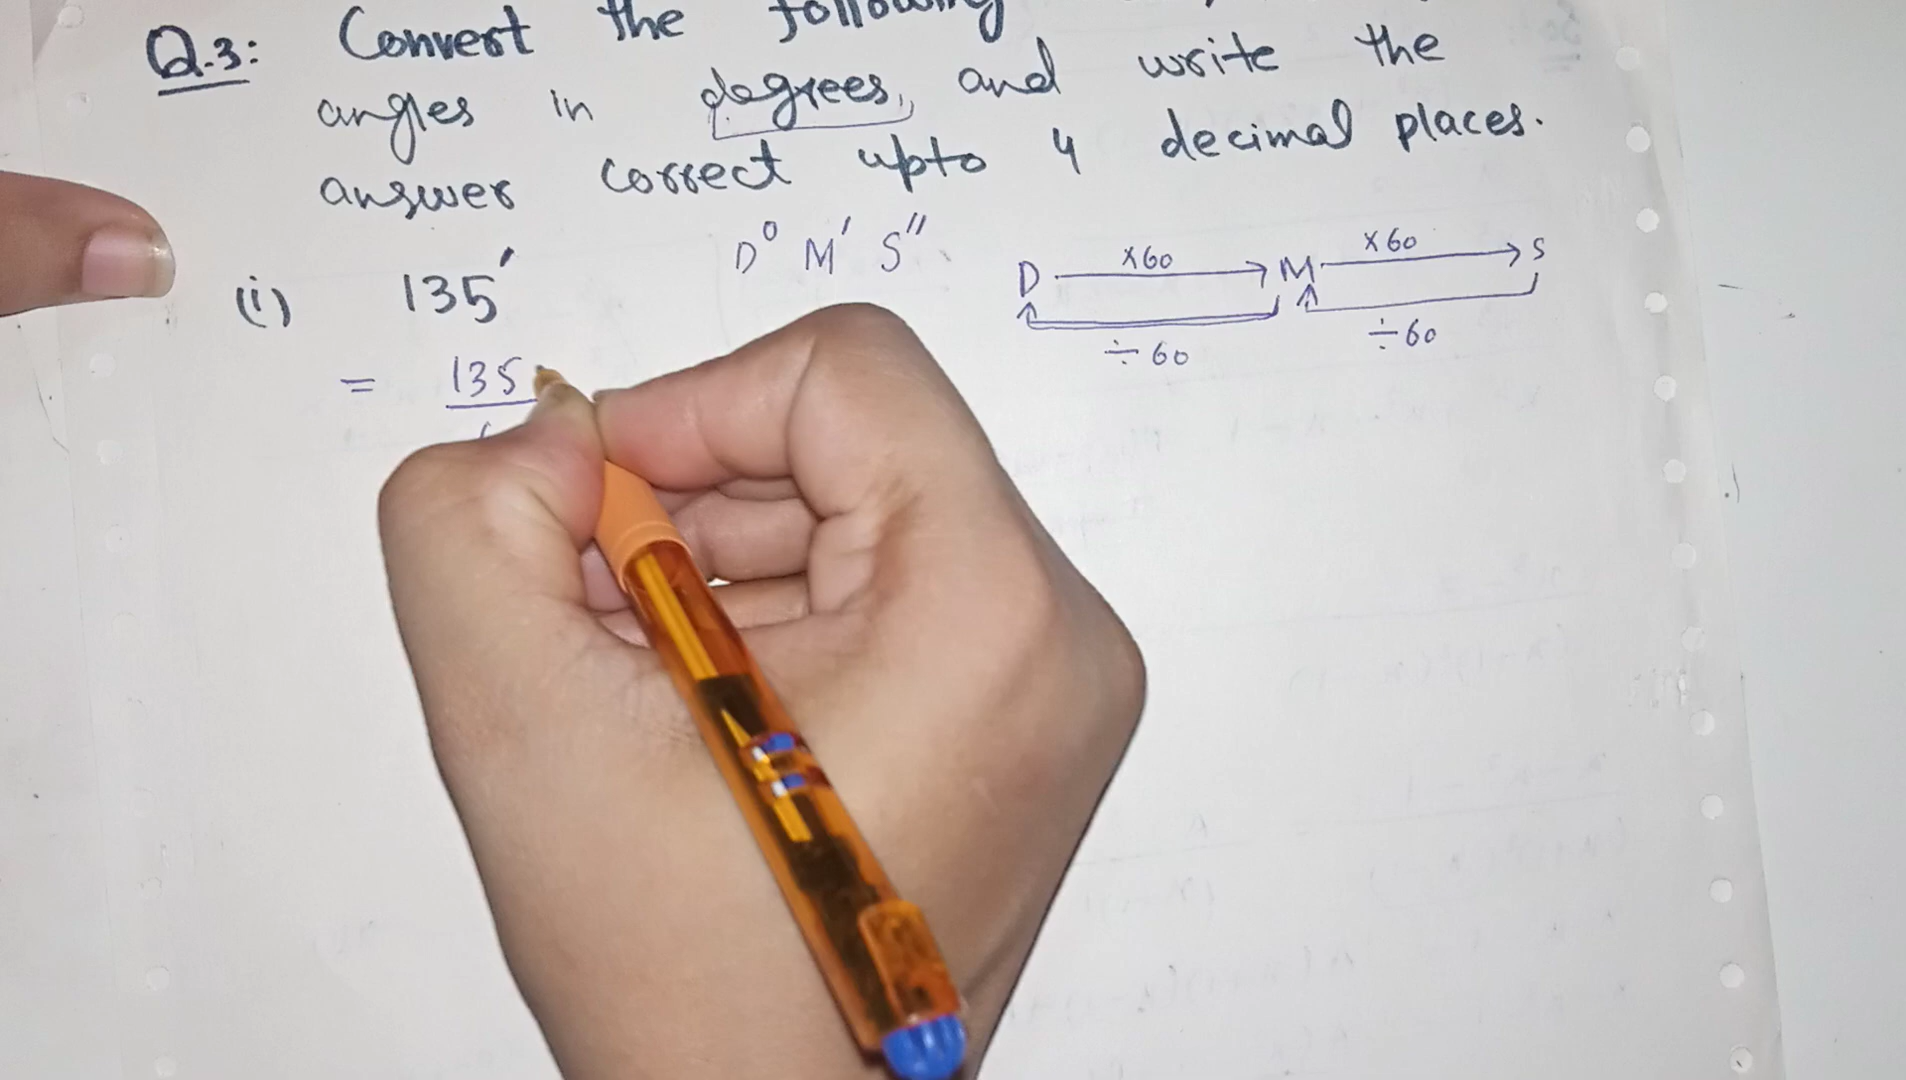 Q.3: Convert the following
angles in degrees, and write the
answer correct upto 4 decimal places.
D° M' S''
D ×60 M ×60 S
÷60 ÷60
(i) 135'
= 135